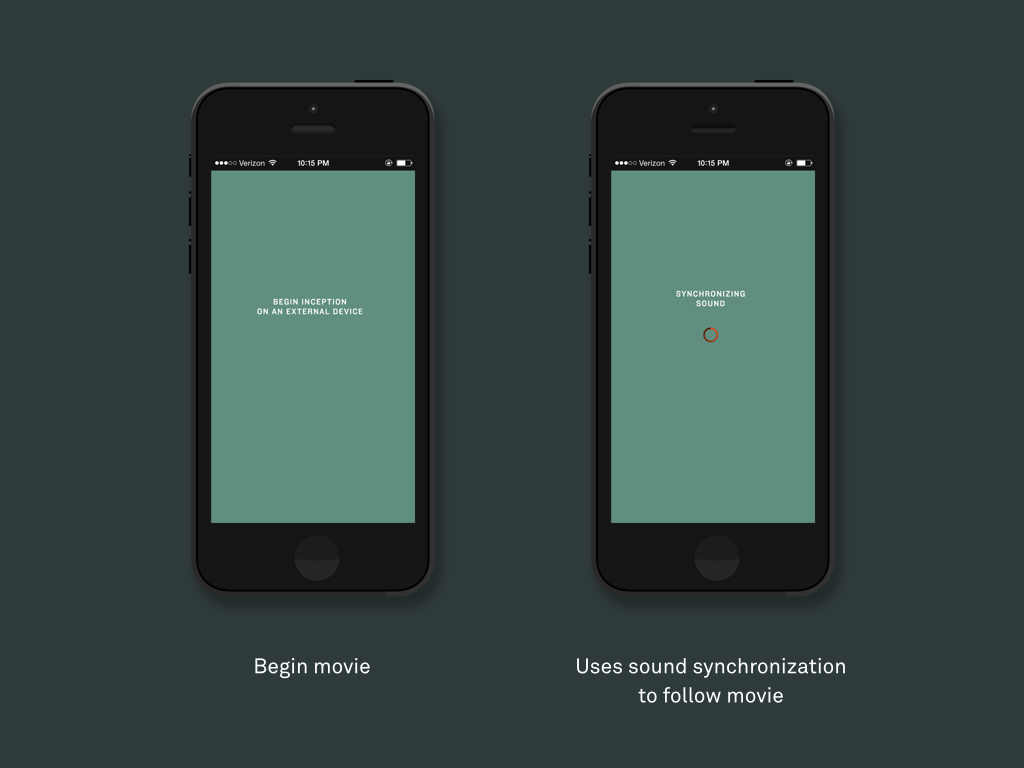 Verizon 10:15 PM
BEGIN INCEPTION
ON AN EXTERNAL DEVICE
Begin movie
Verizon 10:15 PM
SYNCHRONIZING
SOUND
Uses sound synchronization
to follow movie